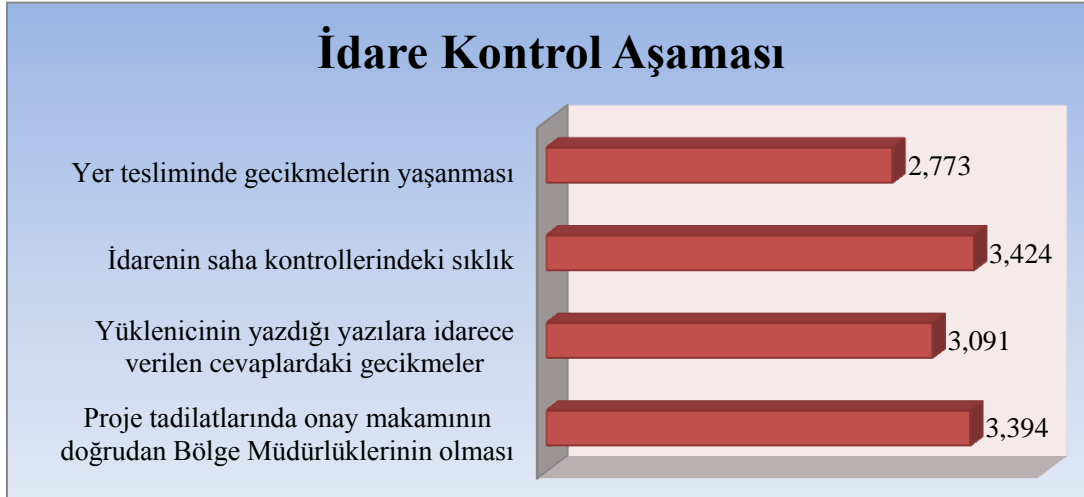 İdare Kontrol Aşaması
Yer tesliminde gecikmelerin yaşanması
2,773
İdarenin saha kontrollerindeki sıklık
3,424
Yüklenicinin yazdığı yazılara idarece
verilen cevaplardaki gecikmeler
3,091
Proje tadilatlarında onay makamının
doğrudan Bölge Müdürlüklerinin olması
3,394